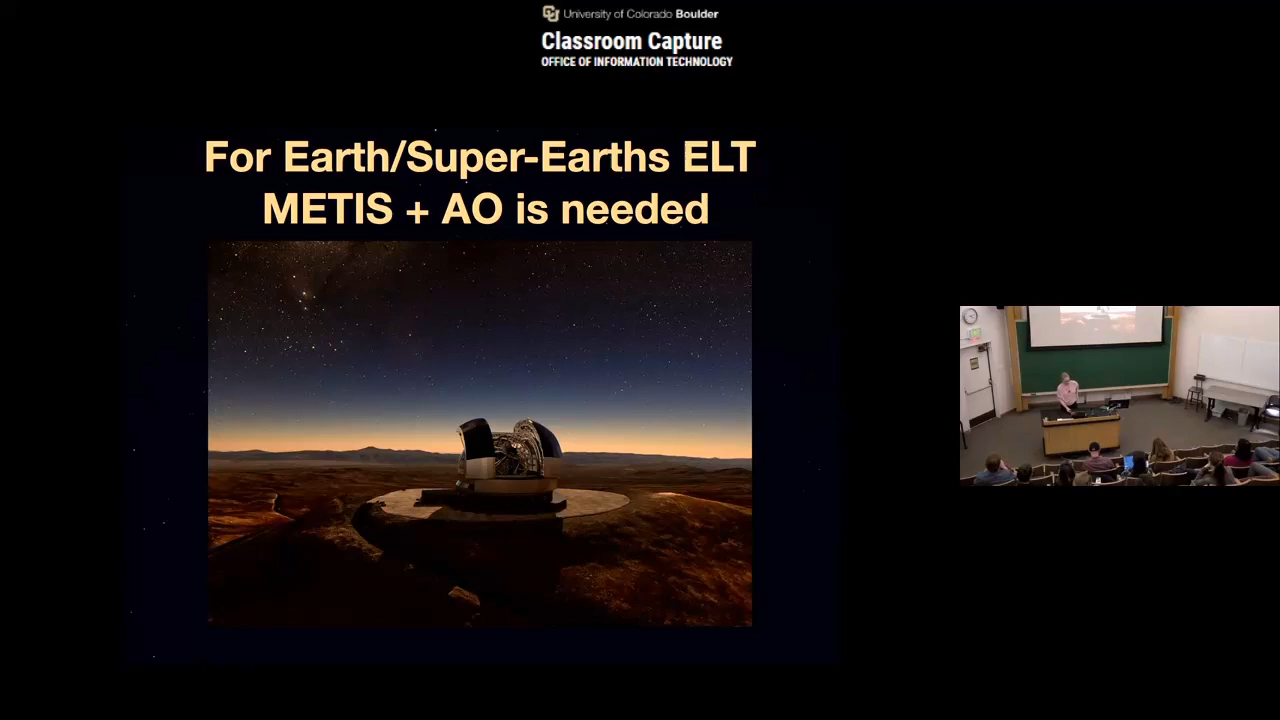 University of Colorado Boulder
Classroom Capture
OFFICE OF INFORMATION TECHNOLOGY
For Earth/Super-Earths ELT
METIS + AO is needed